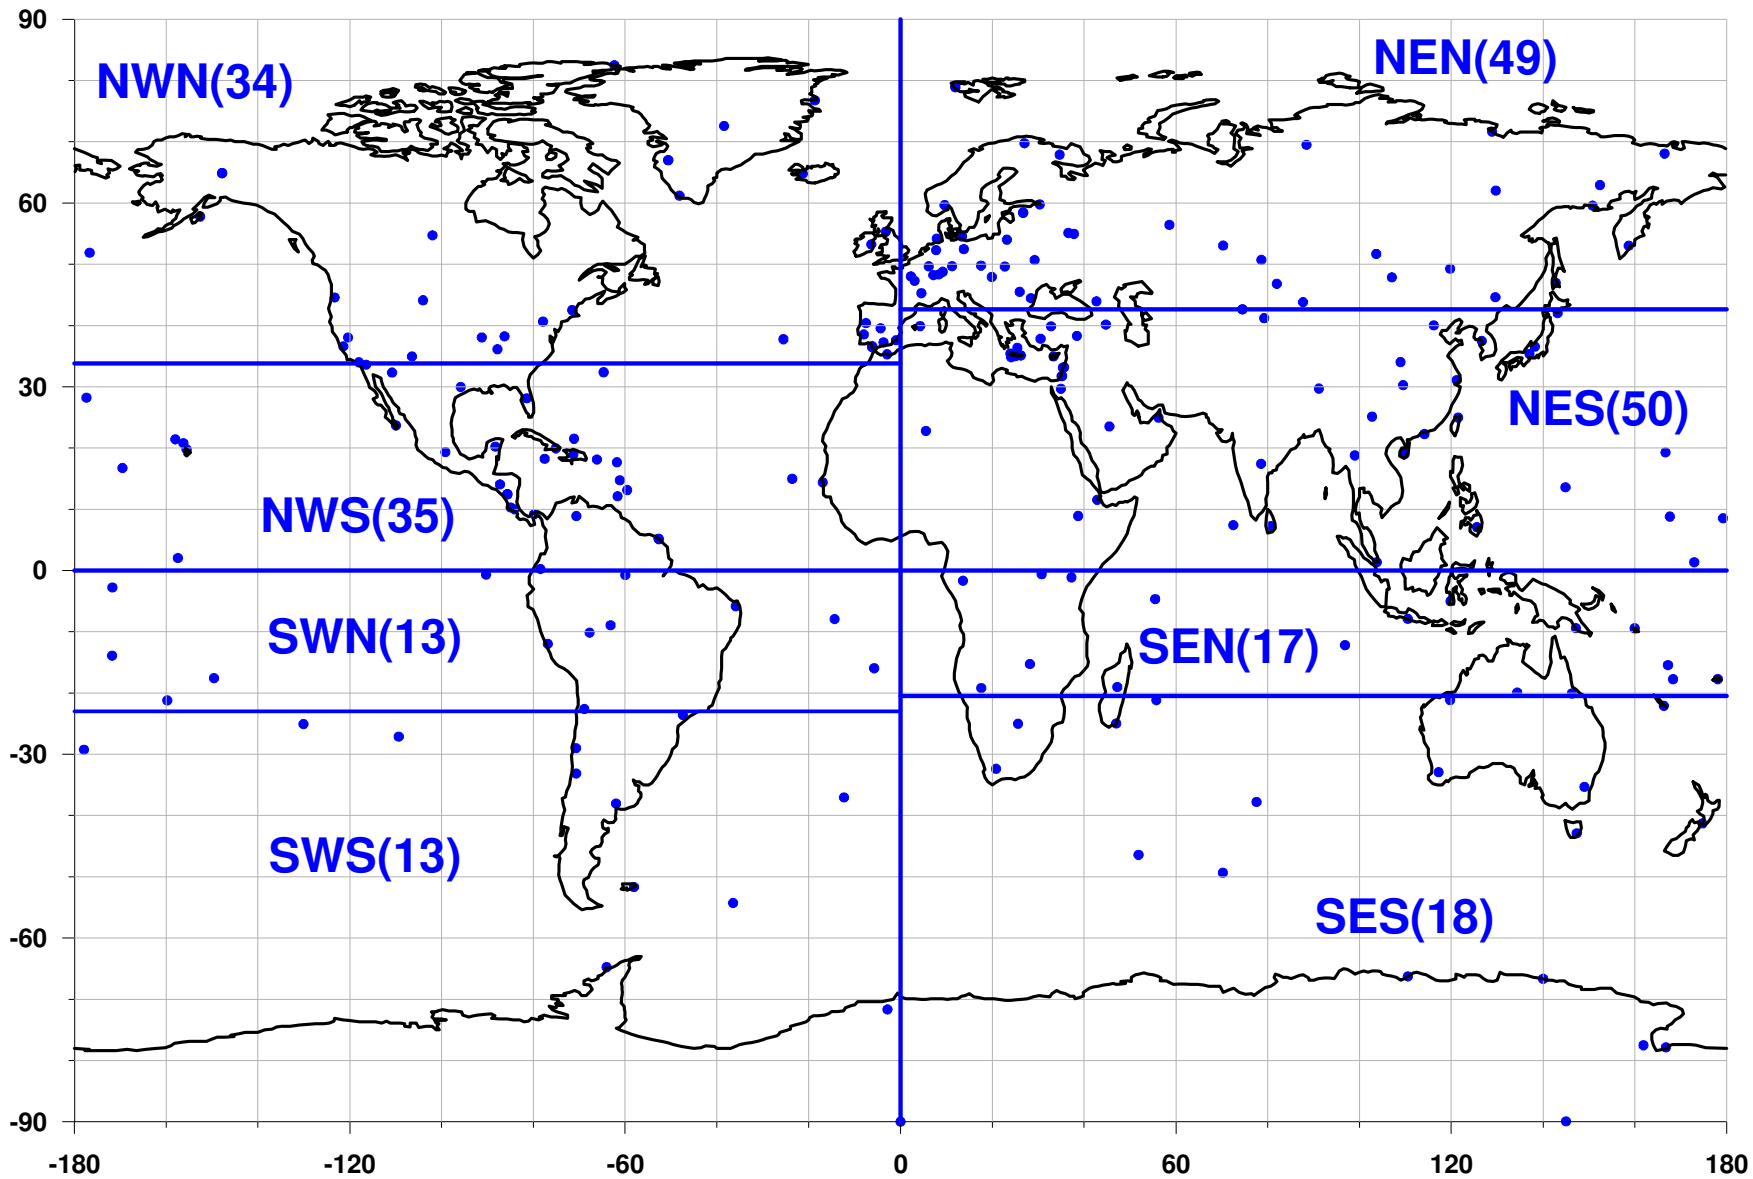 90
NEN(49)
NWN(34)
60
30
NES(50)
NWS(35)
0
SWN(13)
SEN(17)
-30
SWS(13)
SES(18)
-60
-90
-180 -120 -60 0 60 120 180